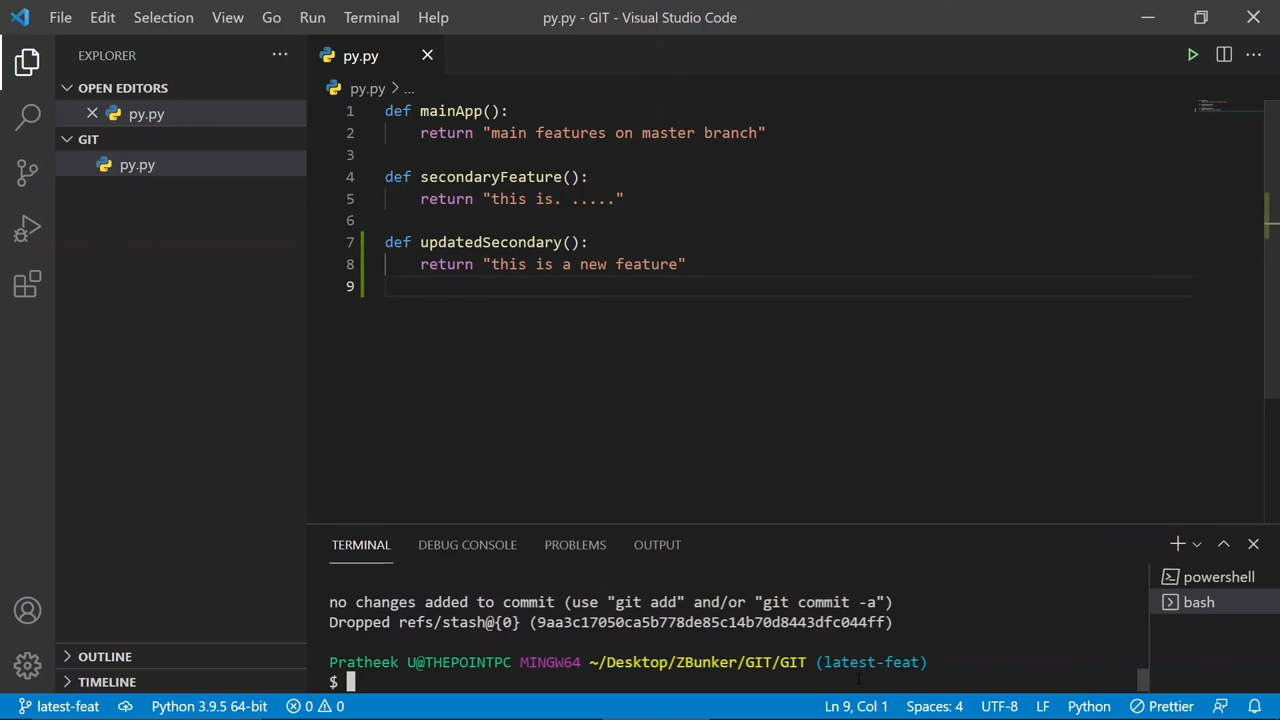 File Edit Selection View Go Run Terminal Help py.py - GIT - Visual Studio Code
EXPLORER
OPEN EDITORS
py.py
GIT
py.py
OUTLINE
TIMELINE
py.py
py.py > ...
1 def mainApp():
2 return "main features on master branch"
3
4 def secondaryFeature():
5 return "this is. ....."
6
7 def updatedSecondary():
8 return "this is a new feature"
9
TERMINAL DEBUG CONSOLE PROBLEMS OUTPUT
no changes added to commit (use "git add" and/or "git commit -a")
Dropped refs/stash@{0} (9aa3c17050ca5b778de85c14b70d8443dfc044ff)
Pratheek U@THEPOINTPC MINGW64 ~/Desktop/ZBunker/GIT/GIT (latest-feat)
$
powershell
bash
latest-feat Python 3.9.5 64-bit 0 0 Ln 9, Col 1 Spaces: 4 UTF-8 LF Python Prettier